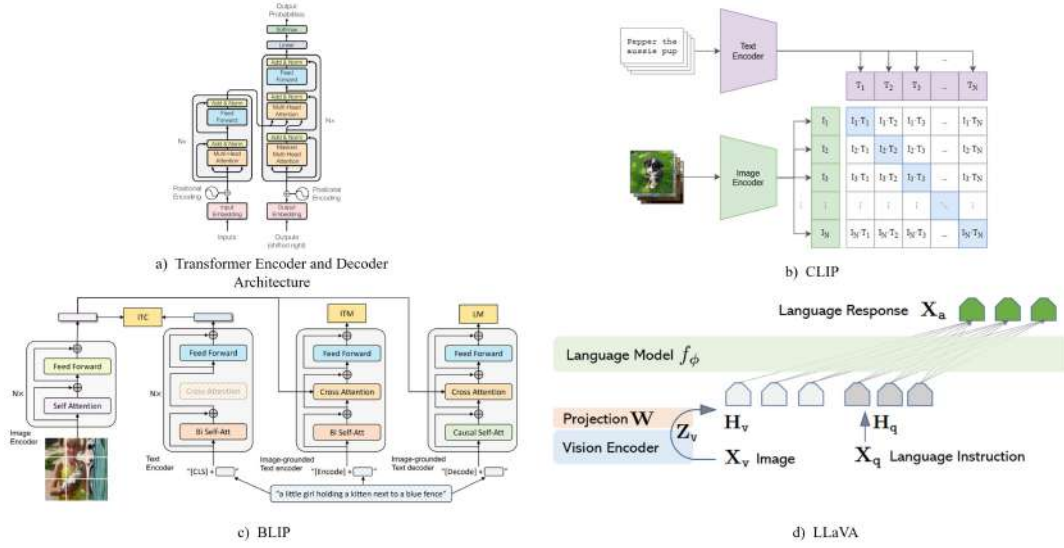 Output
Probabilities
Softmax
Linear
Add & Norm
Feed
Forward
Add & Norm
Multi-Head
Attention
Add & Norm
Masked
Multi-Head
Attention
Nx
Add & Norm
Feed
Forward
Add & Norm
Multi-Head
Attention
Nx
Positional
Encoding
Positional
Encoding
Input
Embedding
Output
Embedding
Inputs
Outputs
(shifted right)
a) Transformer Encoder and Decoder
Architecture
Pepper the
aussie pup
Text
Encoder
...
T1 T2 T3 ... TN
I1 I1·T1 I1·T2 I1·T3 ... I1·TN
I2 I2·T1 I2·T2 I2·T3 ... I2·TN
I3 I3·T1 I3·T2 I3·T3 ... I3·TN
⋮ ⋮ ⋮ ⋮ ⋮ ⋱ ⋮
IN IN·T1 IN·T2 IN·T3 ... IN·TN
Image
Encoder
b) CLIP
ITC
ITM
LM
Feed Forward
Self Attention
N×
Image
Encoder
Feed Forward
Cross Attention
Bi Self-Att
N×
Text
Encoder
"[CLS] + "
Feed Forward
Cross Attention
Bi Self-Att
Image-grounded
Text encoder
"[Encode] + "
Feed Forward
Cross Attention
Causal Self-Att
Image-grounded
Text decoder
"[Decode] + "
"a little girl holding a kitten next to a blue fence"
c) BLIP
Language Response Xa
Language Model fϕ
Projection W
Vision Encoder
Zv
Hv
Hq
Xv Image
Xq Language Instruction
d) LLaVA